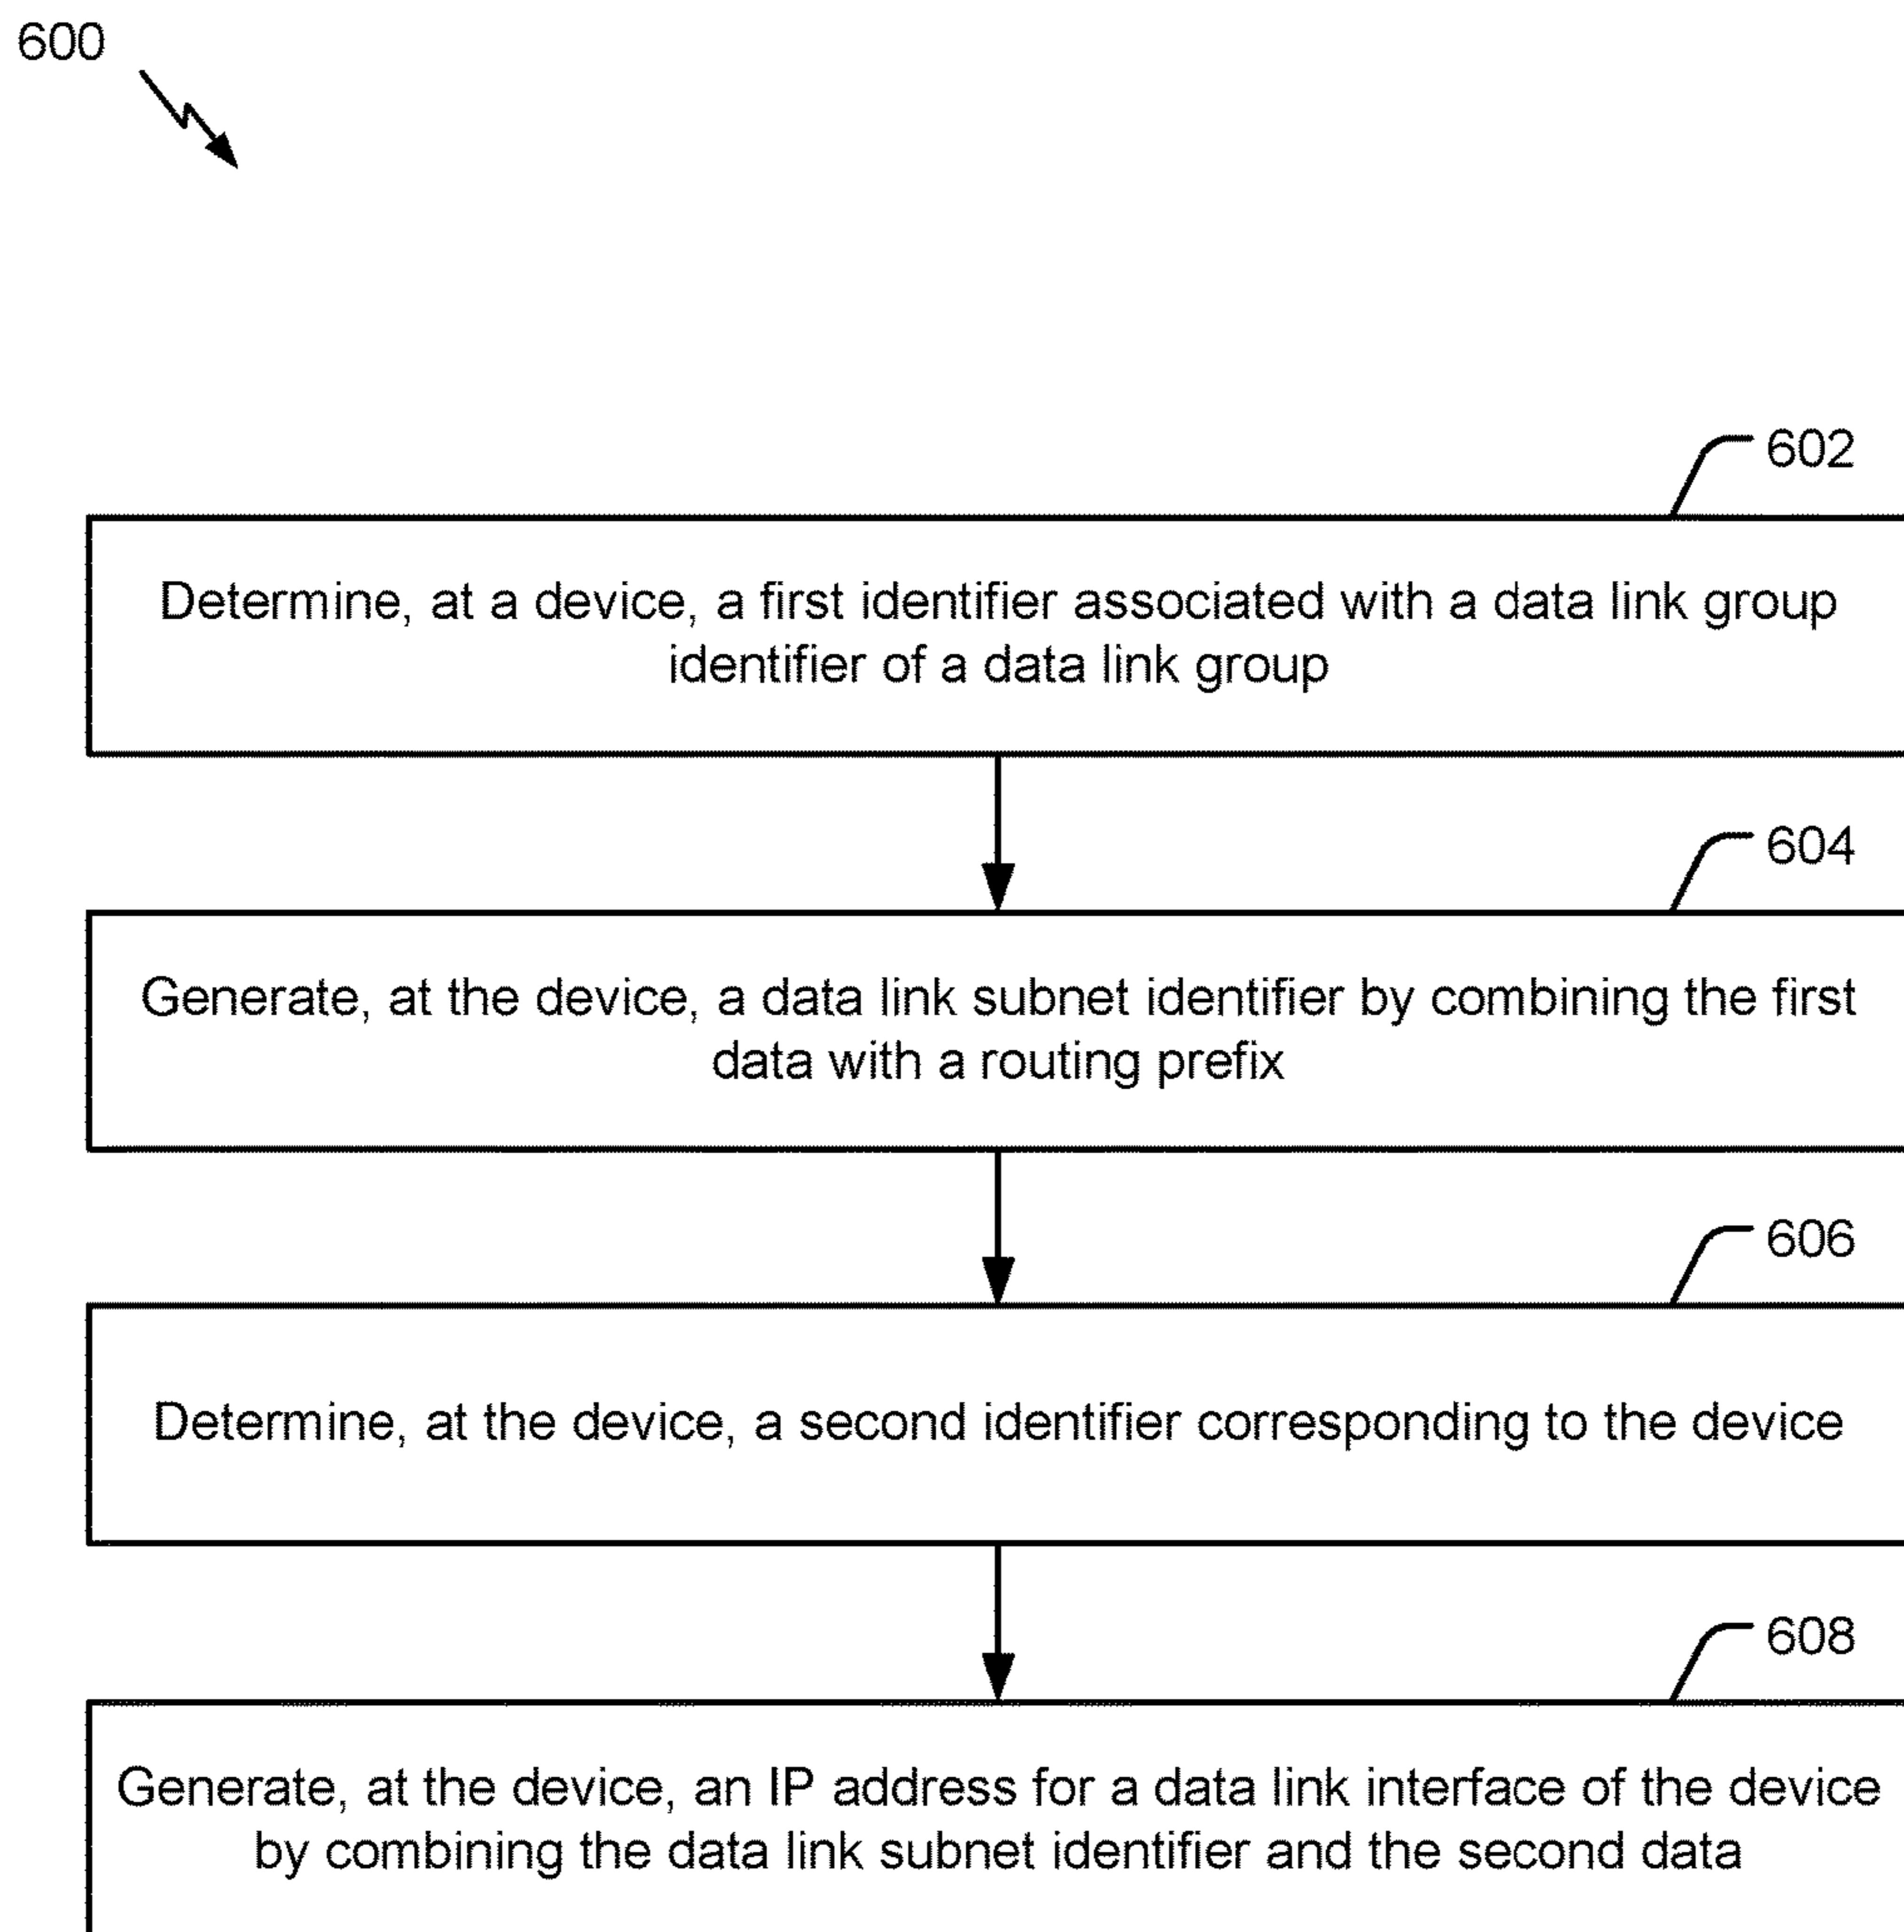 600
602
Determine, at a device, a first identifier associated with a data link group
identifier of a data link group
604
Generate, at the device, a data link subnet identifier by combining the first
data with a routing prefix
606
Determine, at the device, a second identifier corresponding to the device
608
Generate, at the device, an IP address for a data link interface of the device
by combining the data link subnet identifier and the second data